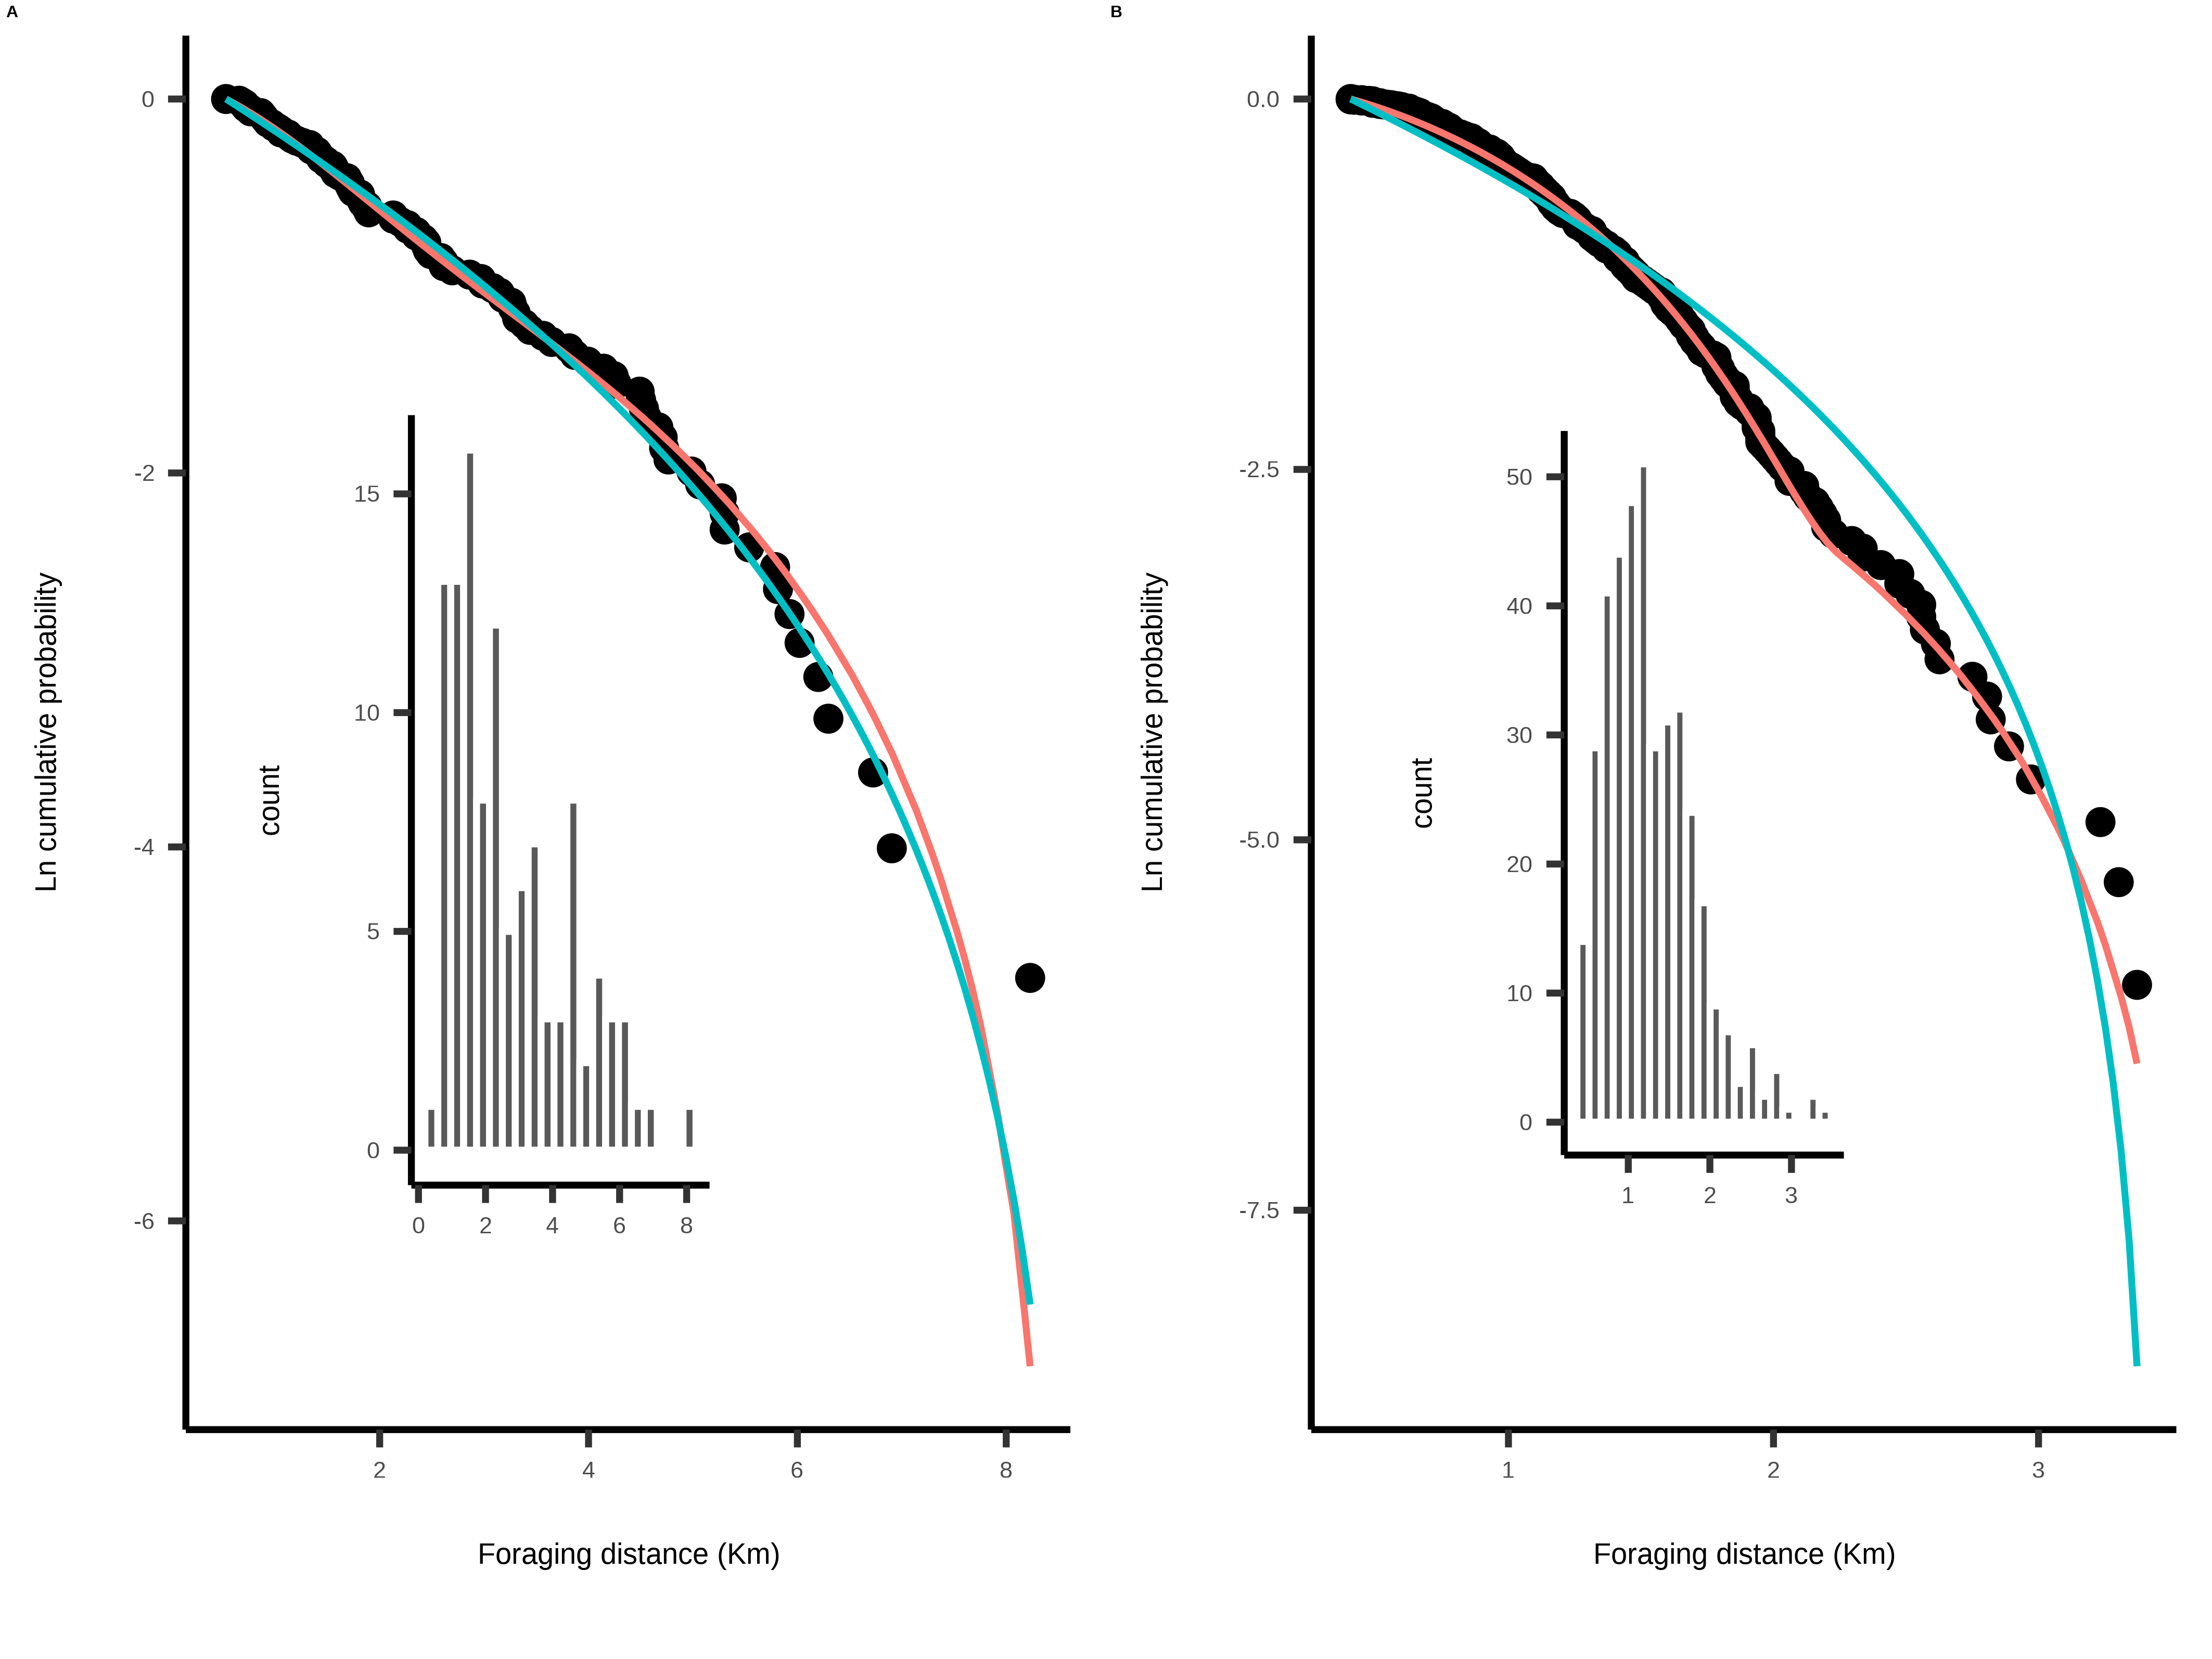 A
Ln cumulative probability
0
-2
-4
-6
count
15
10
5
0
0 2 4 6 8
2 4 6 8
Foraging distance (Km)
B
Ln cumulative probability
0.0
-2.5
-5.0
-7.5
count
50
40
30
20
10
0
1 2 3
1 2 3
Foraging distance (Km)